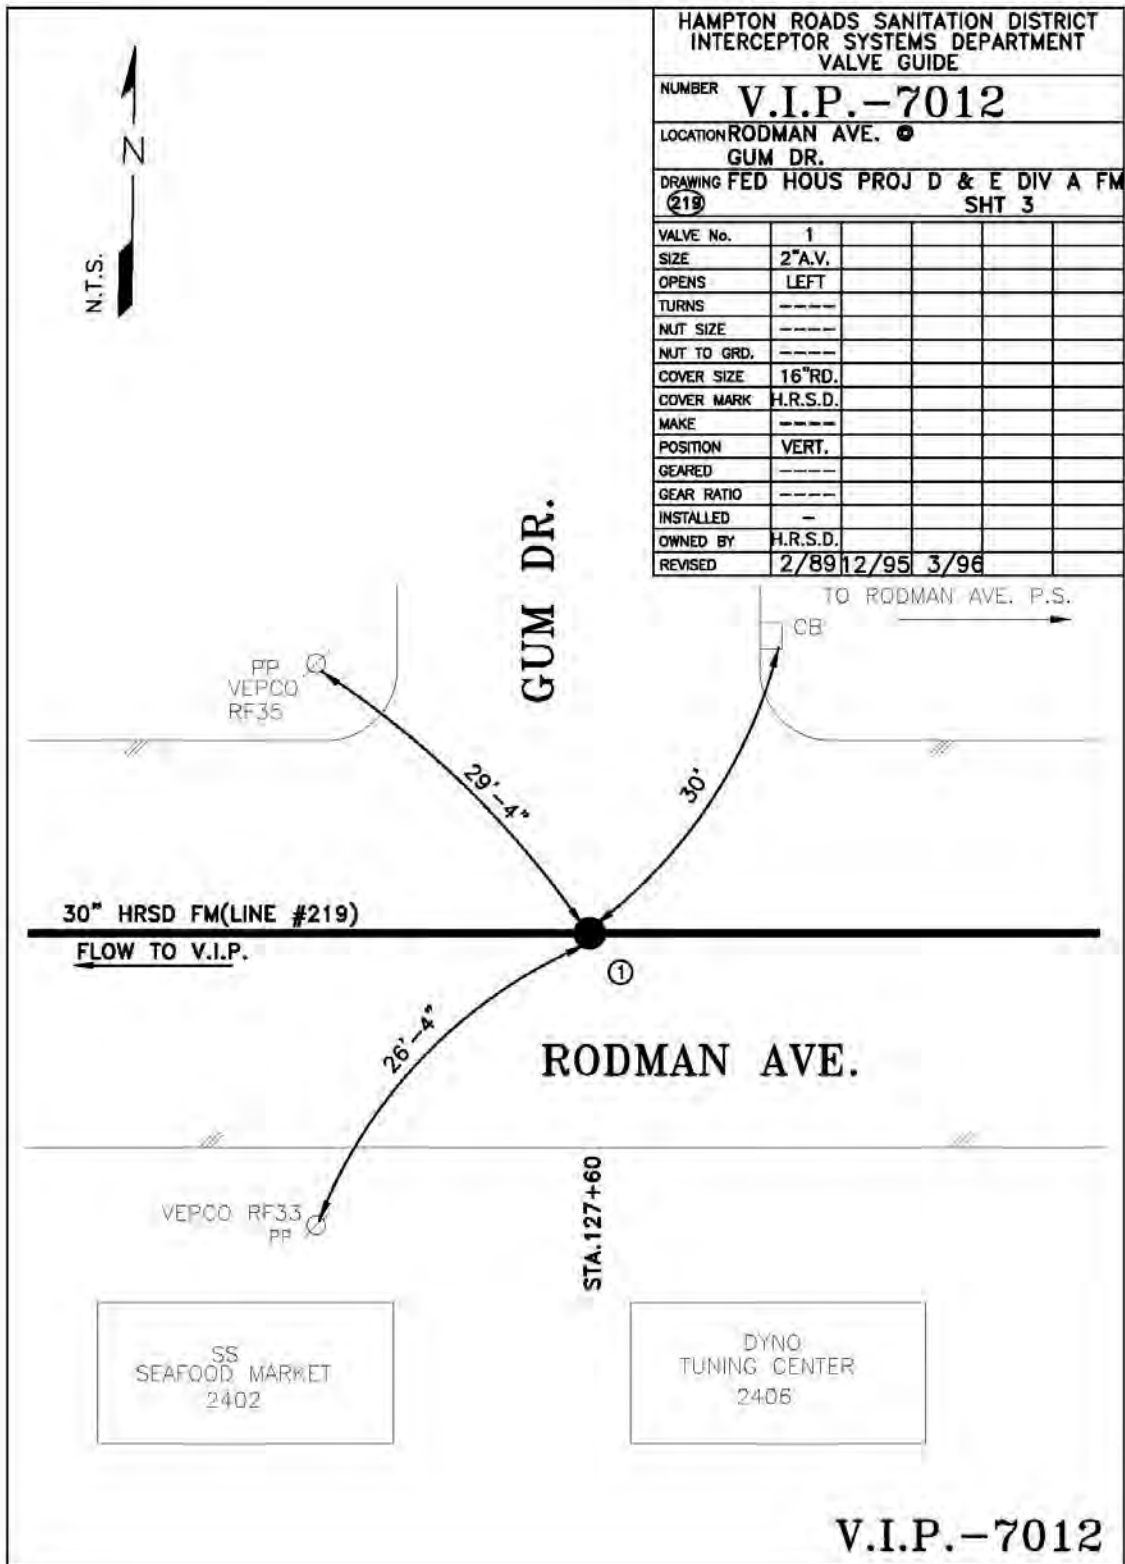 HAMPTON ROADS SANITATION DISTRICT
INTERCEPTOR SYSTEMS DEPARTMENT
VALVE GUIDE
NUMBER V.I.P.-7012
LOCATION RODMAN AVE. @
GUM DR.
DRAWING FED HOUS PROJ D & E DIV A FM
219 SHT 3
VALVE No. 1
SIZE 2"A.V.
OPENS LEFT
TURNS ----
NUT SIZE ----
NUT TO GRD. ----
COVER SIZE 16"RD.
COVER MARK H.R.S.D.
MAKE ----
POSITION VERT.
GEARED ----
GEAR RATIO ----
INSTALLED -
OWNED BY H.R.S.D.
REVISED 2/89 12/95 3/96
N
N.T.S.
GUM DR.
TO RODMAN AVE. P.S.
CB
PP
VEPCO
RF35
29'-4"
30'
30" HRSD FM(LINE #219)
FLOW TO V.I.P.
1
26'-4"
RODMAN AVE.
STA.127+60
VEPCO RF33
PP
SS
SEAFOOD MARKET
2402
DYNO
TUNING CENTER
2406
V.I.P.-7012